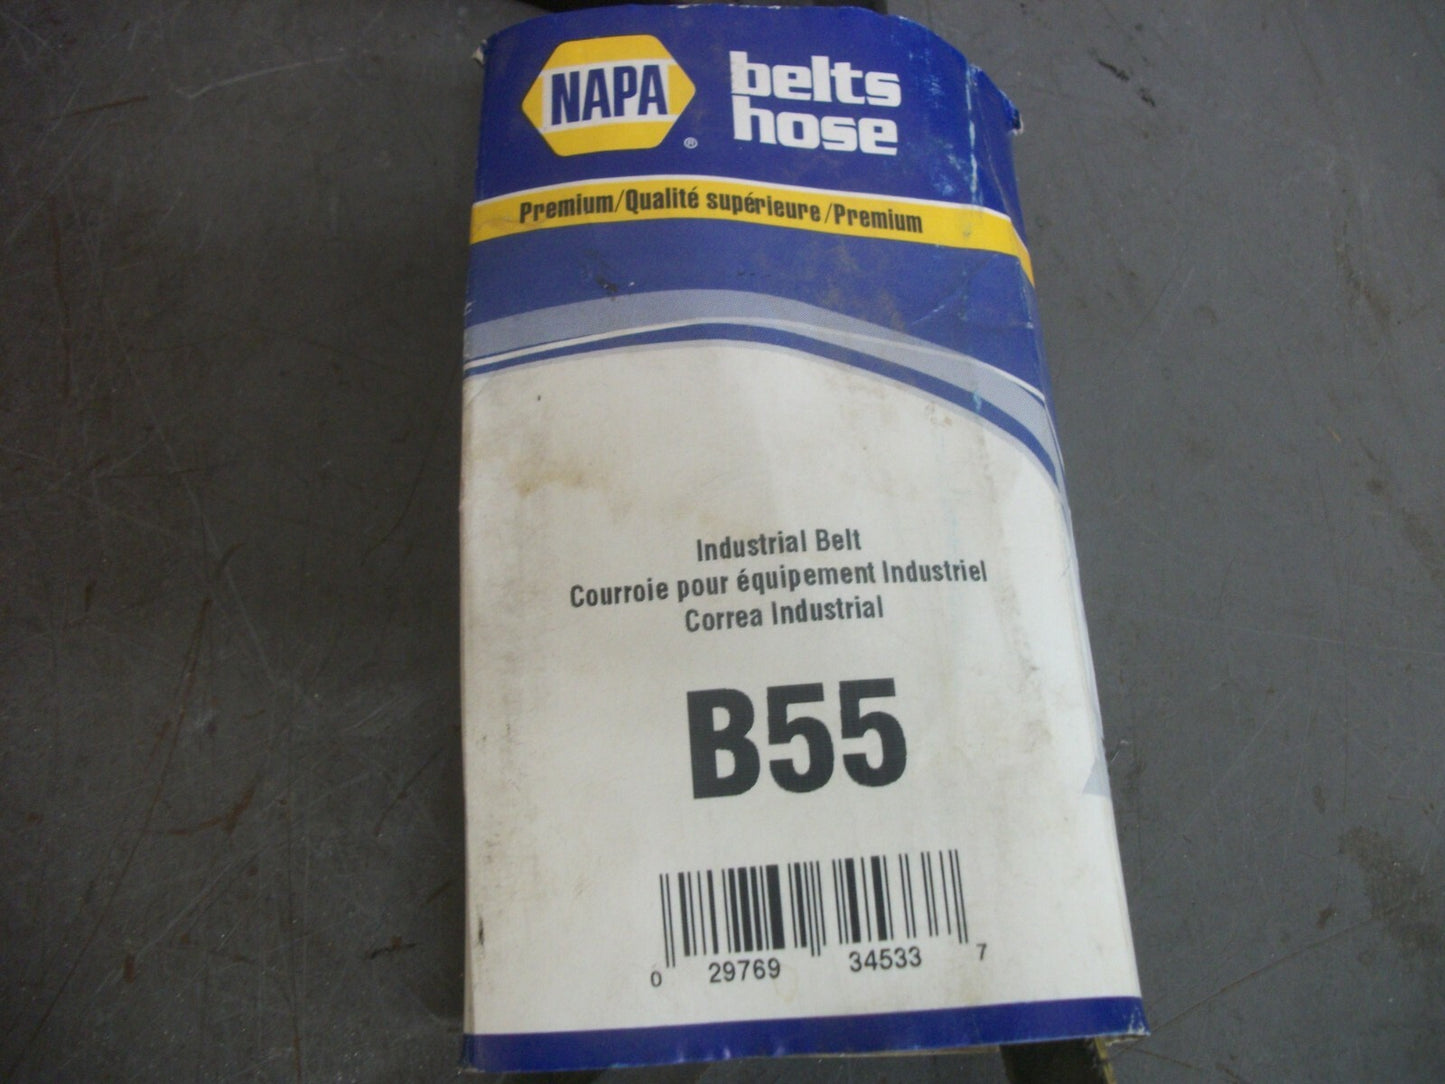 NAPA
®
belts
hose
Premium/Qualité supérieure/Premium
Industrial Belt
Courroie pour équipement Industriel
Correa Industrial
B55
0 29769 34533 7